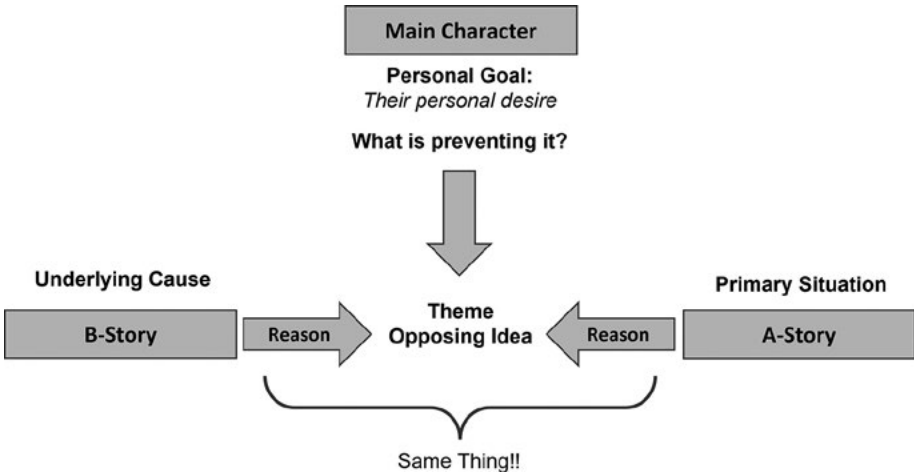 Main Character
Personal Goal:
Their personal desire
What is preventing it?
Underlying Cause
Primary Situation
B-Story
Reason
Theme
Opposing Idea
Reason
A-Story
Same Thing!!